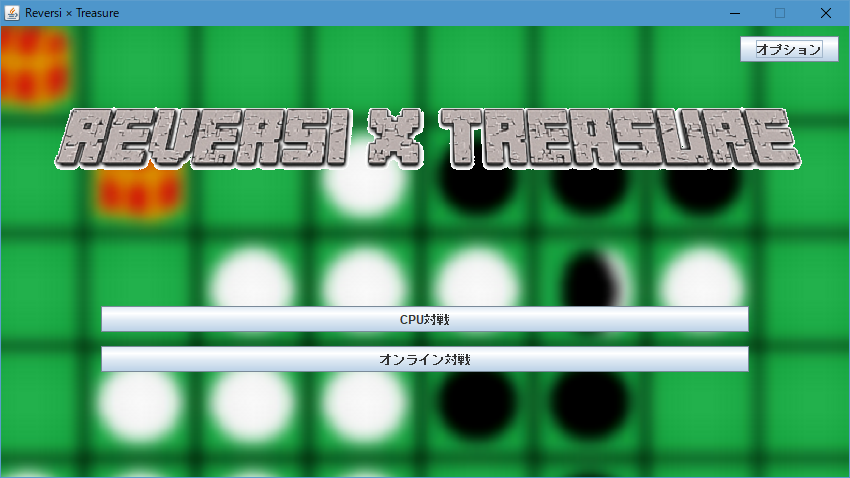 Reversi × Treasure
オプション
REVERSI X TREASURE
CPU対戦
オンライン対戦